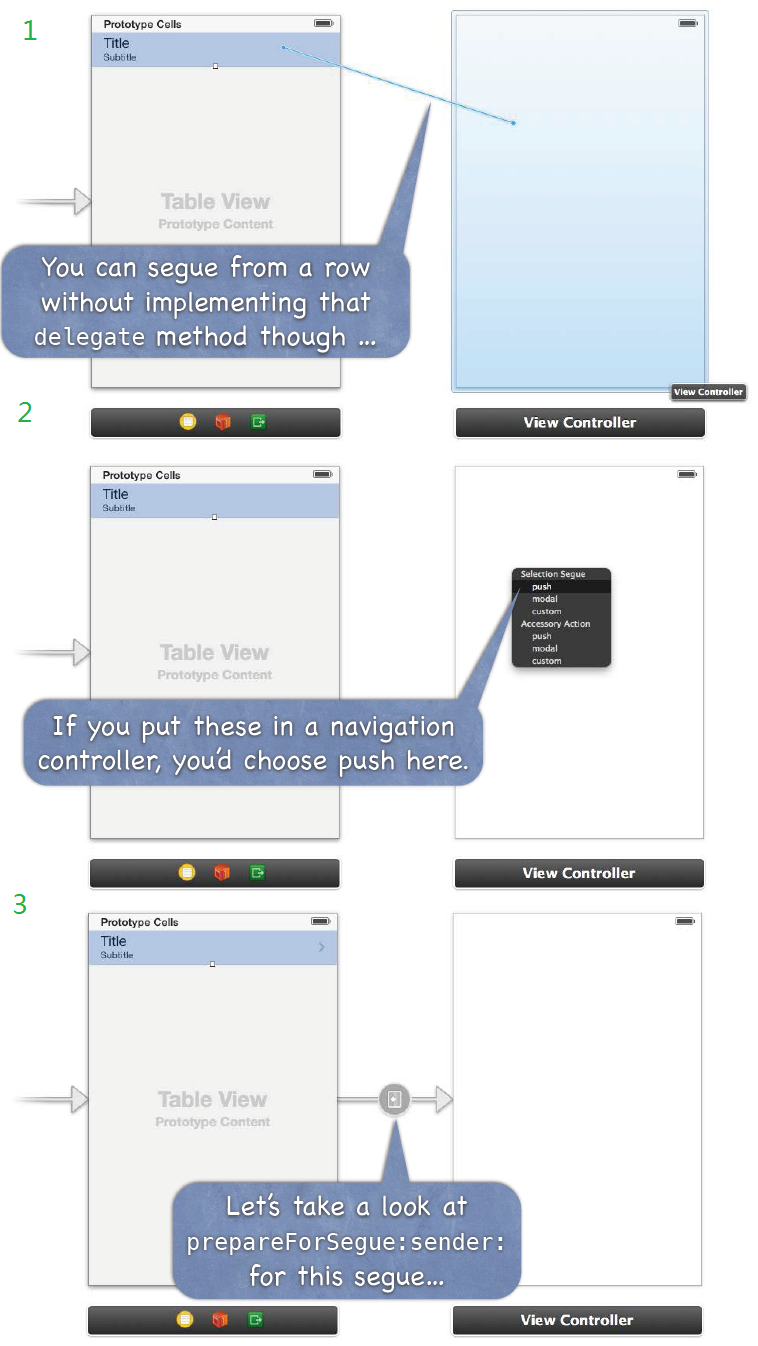 1
Prototype Cells
Title
Subtitle
Table View
Prototype Content
You can segue from a row
without implementing that
delegate method though ...
View Controller
View Controller
2
Prototype Cells
Title
Subtitle
Selection Segue
push
modal
custom
Accessory Action
push
modal
custom
Table View
Prototype Content
If you put these in a navigation
controller, you'd choose push here.
View Controller
3
Prototype Cells
Title
Subtitle
Table View
Prototype Content
Let's take a look at
prepareForSegue:sender:
for this segue...
View Controller